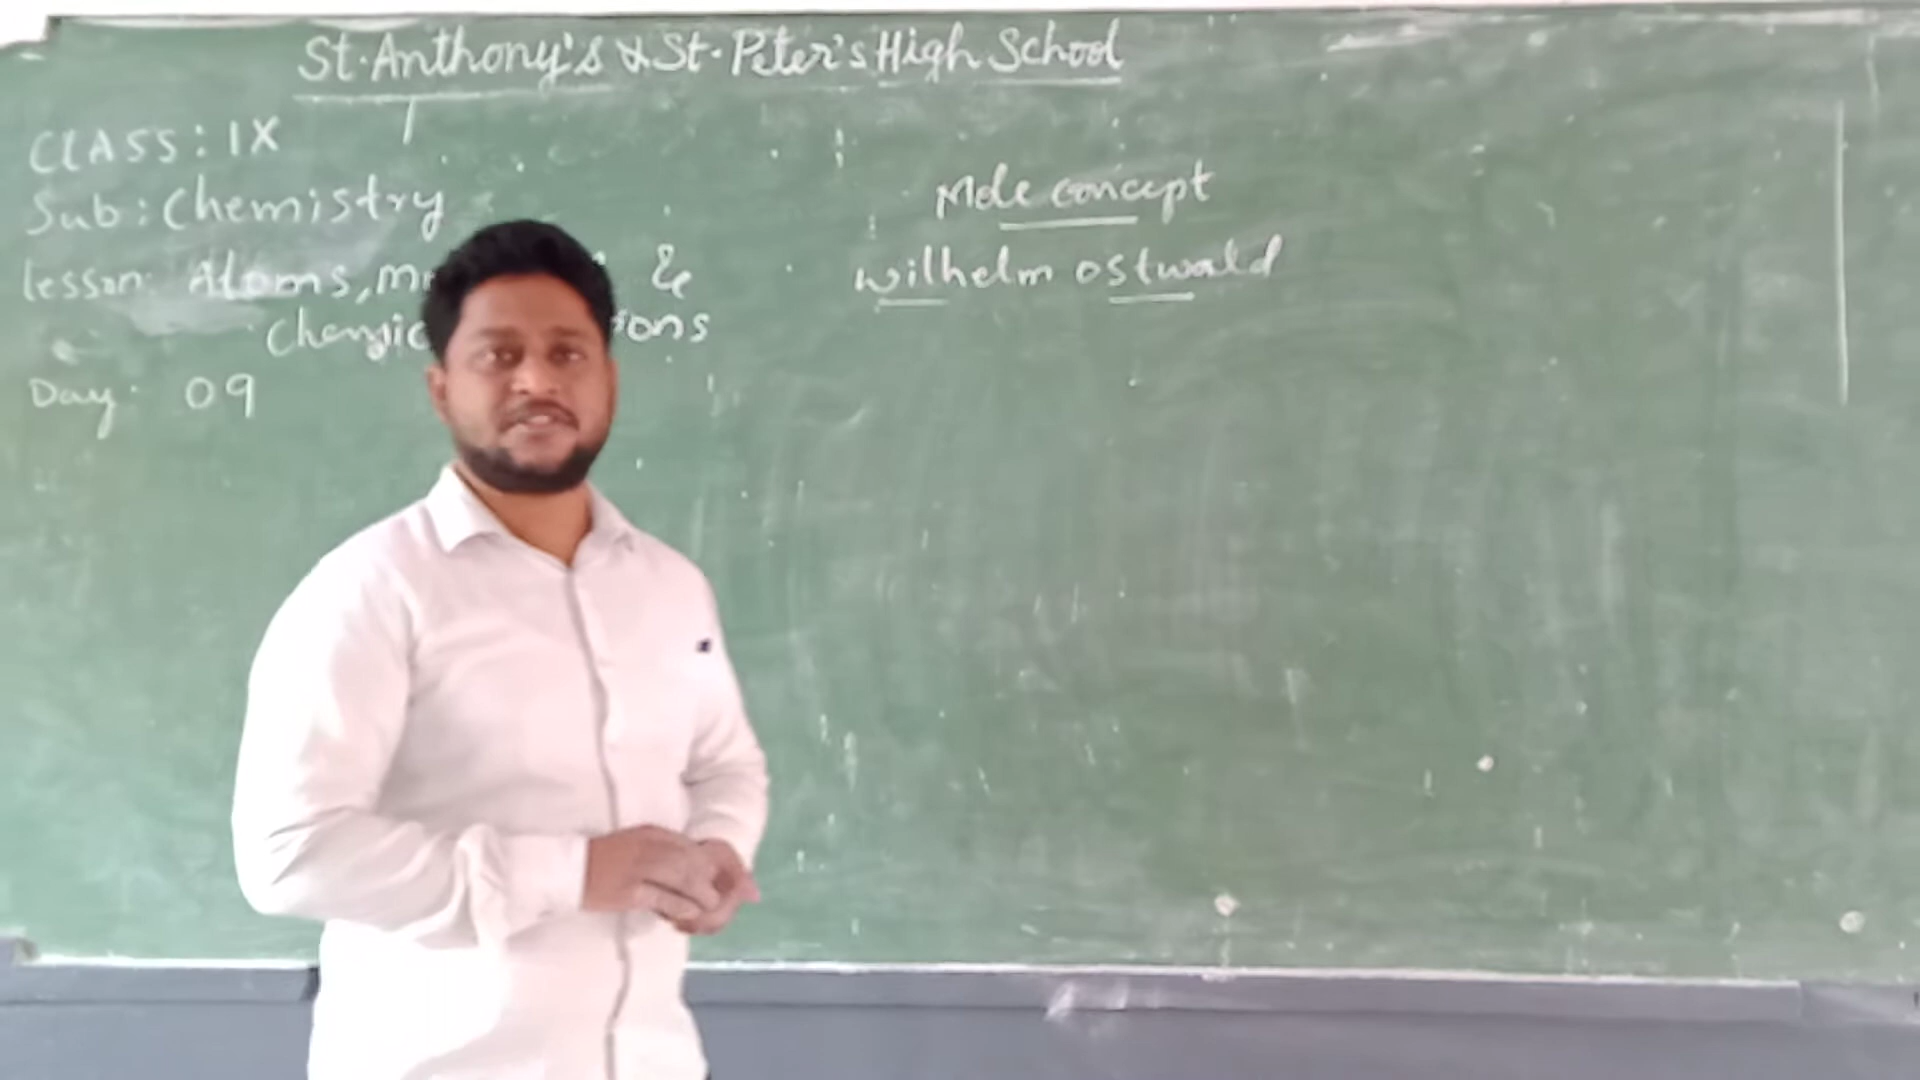 St. Anthony's & St. Peter's High School
CLASS: IX
Sub: Chemistry
lesson: Atoms, &
Day: 09
Mole concept
wilhelm ostwald